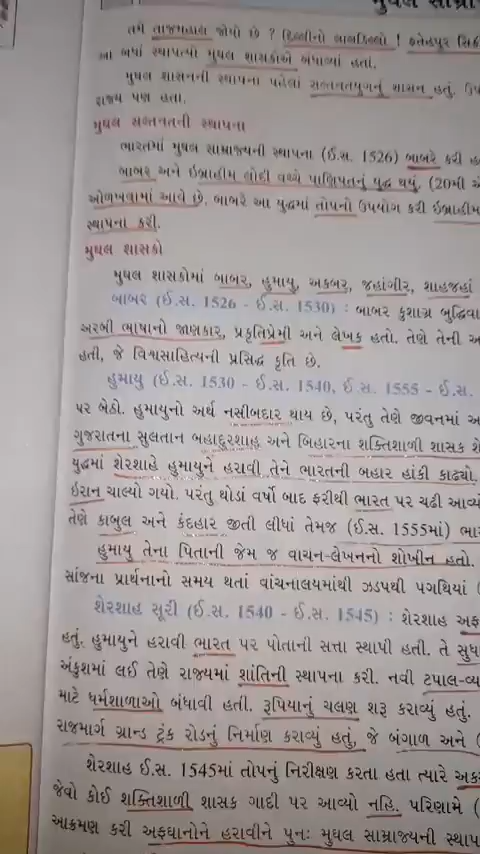 મુઘલ
તમે તાજમહાલ જોયો છે ? દિલ્લીનો લાલકિલ્લો ! ફતેહપુર
આ બધાં સ્થાપત્યો મુઘલ શાસકોએ બંધાવ્યાં હતાં.
મુઘલ શાસનની સ્થાપના પહેલાં સલ્તનતયુગનું શાસન હતું.
રાજ્ય પણ હતા.
મુઘલ સલ્તનતની સ્થાપના
ભારતમાં મુઘલ સામ્રાજ્યની સ્થાપના (ઈ.સ. 1526) બાબરે કરી
બાબર અને ઇબ્રાહીમ લોદી વચ્ચે પાણિપતનું યુદ્ધ થયું. (20મી
ઓળખવામાં આવે છે. બાબરે આ યુદ્ધમાં તોપનો ઉપયોગ કરી ઇબ્રાહીમ
સ્થાપના કરી.
મુઘલ શાસકો
મુઘલ શાસકોમાં બાબર, હુમાયુ, અકબર, જહાંગીર, શાહજહાં
બાબર (ઈ.સ. 1526 - ઈ.સ. 1530) : બાબર કુશાગ્ર
અરબી ભાષાનો જાણકાર, પ્રકૃતિપ્રેમી અને લેખક હતો. તેણે તેની
હતી, જે વિશ્વસાહિત્યની પ્રસિદ્ધ કૃતિ છે.
હુમાયુ (ઈ.સ. 1530 - ઈ.સ. 1540, ઈ.સ. 1555 - ઈ.સ.
પર બેઠો. હુમાયુનો અર્થ નસીબદાર થાય છે, પરંતુ તેણે જીવનમાં
ગુજરાતના સુલતાન બહાદુરશાહ અને બિહારના શક્તિશાળી શાસક
યુદ્ધમાં શેરશાહે હુમાયુને હરાવી તેને ભારતની બહાર હાંકી કાઢ્યો.
ઇરાન ચાલ્યો ગયો. પરંતુ થોડાં વર્ષો બાદ ફરીથી ભારત પર ચઢી
તેણે કાબુલ અને કંદહાર જીતી લીધાં તેમજ (ઈ.સ. 1555માં)
હુમાયુ તેના પિતાની જેમ જ વાચન-લેખનનો શોખીન હતો.
સાંજના પ્રાર્થનાનો સમય થતાં વાંચનાલયમાંથી ઝડપથી પગથિયાં
શેરશાહ સૂરી (ઈ.સ. 1540 - ઈ.સ. 1545) : શેરશાહ
હતું. હુમાયુને હરાવી ભારત પર પોતાની સત્તા સ્થાપી હતી. તે
અંકુશમાં લઈ તેણે રાજ્યમાં શાંતિની સ્થાપના કરી. નવી ટપાલ-
માટે ધર્મશાળાઓ બંધાવી હતી. રૂપિયાનું ચલણ શરૂ કરાવ્યું હતું.
રાજમાર્ગ ગ્રાન્ડ ટ્રંક રોડનું નિર્માણ કરાવ્યું હતું, જે બંગાળ અને
શેરશાહ ઈ.સ. 1545માં તોપનું નિરીક્ષણ કરતા હતા ત્યારે
જેવો કોઈ શક્તિશાળી શાસક ગાદી પર આવ્યો નહિ. પરિણામે
આક્રમણ કરી અફઘાનોને હરાવીને પુનઃ મુઘલ સામ્રાજ્યની